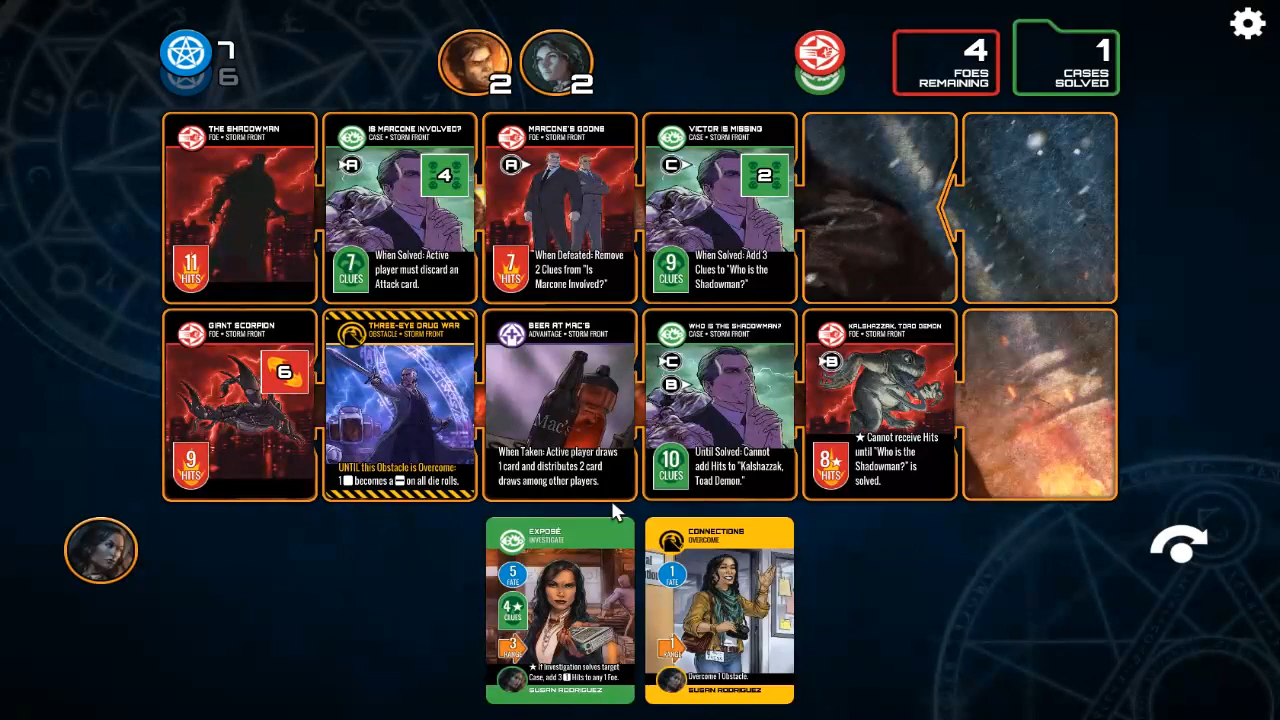 7
6
2
2
4
FOES
REMAINING
1
CASES
SOLVED
THE SHADOWMAN
FOE • STORM FRONT
11
HITS
IS MARCONE INVOLVED?
CASE • STORM FRONT
A
4
7
CLUES
When Solved: Active
player must discard an
Attack card.
MARCONE'S GOONS
FOE • STORM FRONT
A
7
HITS
When Defeated: Remove
2 Clues from "Is
Marcone Involved?"
VICTOR IS MISSING
CASE • STORM FRONT
C
2
9
CLUES
When Solved: Add 3
Clues to "Who is the
Shadowman?"
GIANT SCORPION
FOE • STORM FRONT
6
9
HITS
THREE-EYE DRUG WAR
OBSTACLE • STORM FRONT
UNTIL this Obstacle is Overcome:
1 becomes a on all die rolls.
BEER AT MAC'S
ADVANTAGE • STORM FRONT
Mac's
When Taken: Active player draws
1 card and distributes 2 card
draws among other players.
WHO IS THE SHADOWMAN?
CASE • STORM FRONT
C
B
10
CLUES
Until Solved: Cannot
add Hits to "Kalshazzak,
Toad Demon."
KALSHAZZAK, TOAD DEMON
FOE • STORM FRONT
B
8★
HITS
★ Cannot receive Hits
until "Who is the
Shadowman?" is
solved.
EXPOSÉ
INVESTIGATE
5
FATE
4★
CLUES
3
RANGE
★ If Investigation solves target
Case, add 3 1 Hits to any 1 Foe.
SUSAN RODRIGUEZ
CONNECTIONS
OVERCOME
1
FATE
1
RANGE
Overcome 1 Obstacle.
SUSAN RODRIGUEZ